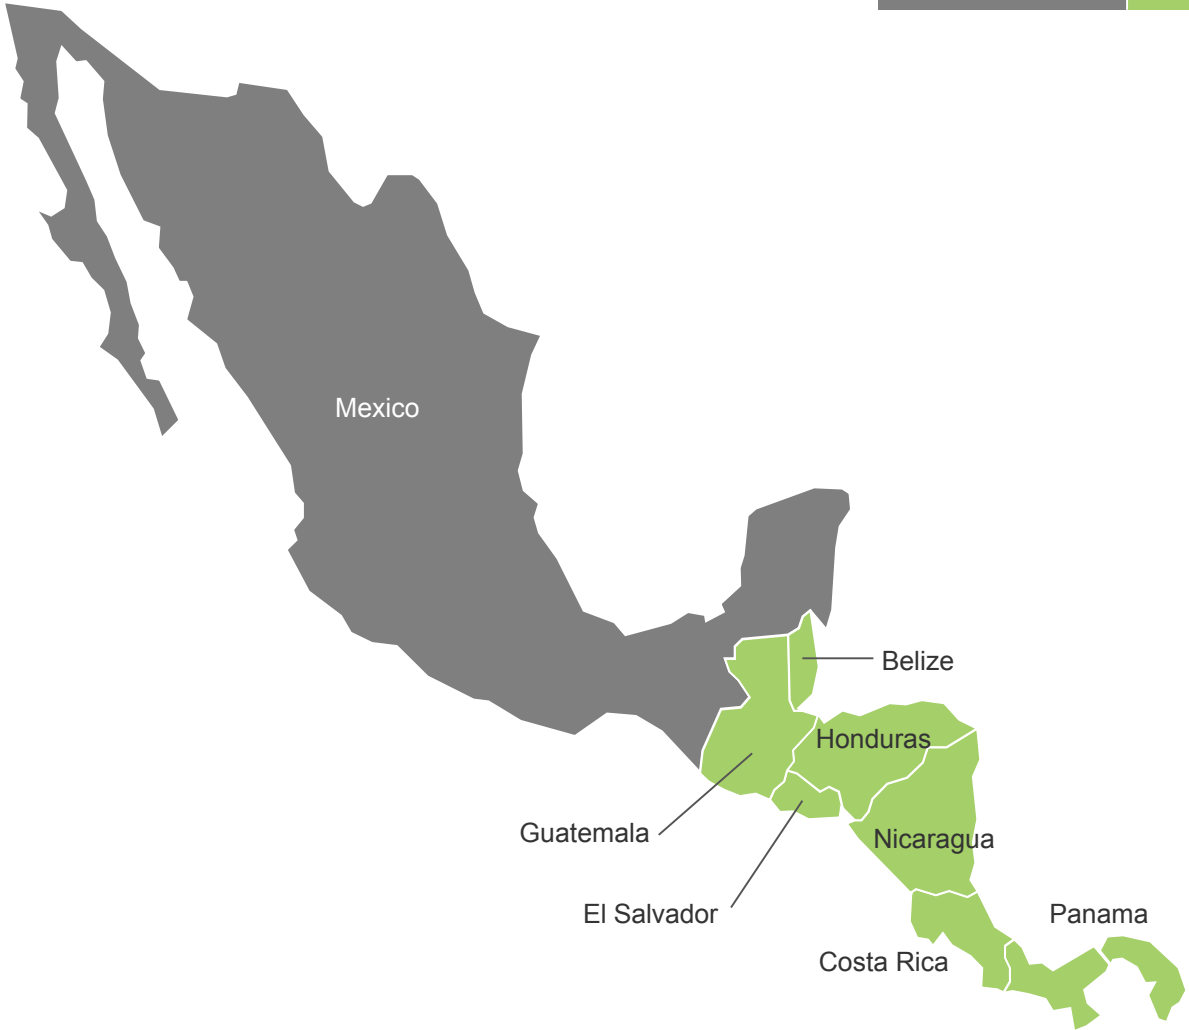 Mexico
Belize
Honduras
Guatemala
Nicaragua
El Salvador
Panama
Costa Rica